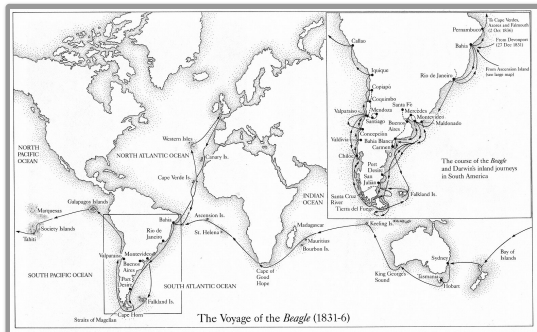 To Cape Verdes,
Azores and Falmouth
(2 Oct 1836)
Pernambuco
From Devonport
(27 Dec 1831)
Bahia
From Ascension Island
(see large map)
Callao
Rio de Janeiro
Iquique
Copiapó
Coquimbo
Santa Fé
Mendoza
Mercedes
Valparaiso
Montevideo
Santiago
Buenos
Aires
Maldonado
Concepción
Valdivia
Bahia Blanca
Carmen
Chiloe
Port
Desire
San
Julián
The course of the Beagle
and Darwin's inland journeys
in South America
Santa Cruz
River
Falkland Is.
Tierra del Fuego
NORTH
PACIFIC
OCEAN
Western Isles
NORTH ATLANTIC OCEAN
Canary Is.
Cape Verde Is.
INDIAN
OCEAN
Galapagos Islands
Marquesas
Society Islands
Tahiti
Bahia
Ascension Is.
St. Helena
Madagascar
Keeling Is.
Mauritius
Bourbon Is.
Rio de
Janeiro
Valparaiso
Montevideo
Buenos
Aires
Port
Desire
SOUTH PACIFIC OCEAN
SOUTH ATLANTIC OCEAN
Cape of
Good
Hope
King Georges
Sound
Sydney
Bay of
Islands
Tasmania
Hobart
Falkland Is.
Cape Horn
Straits of Magellan
The Voyage of the Beagle (1831-6)